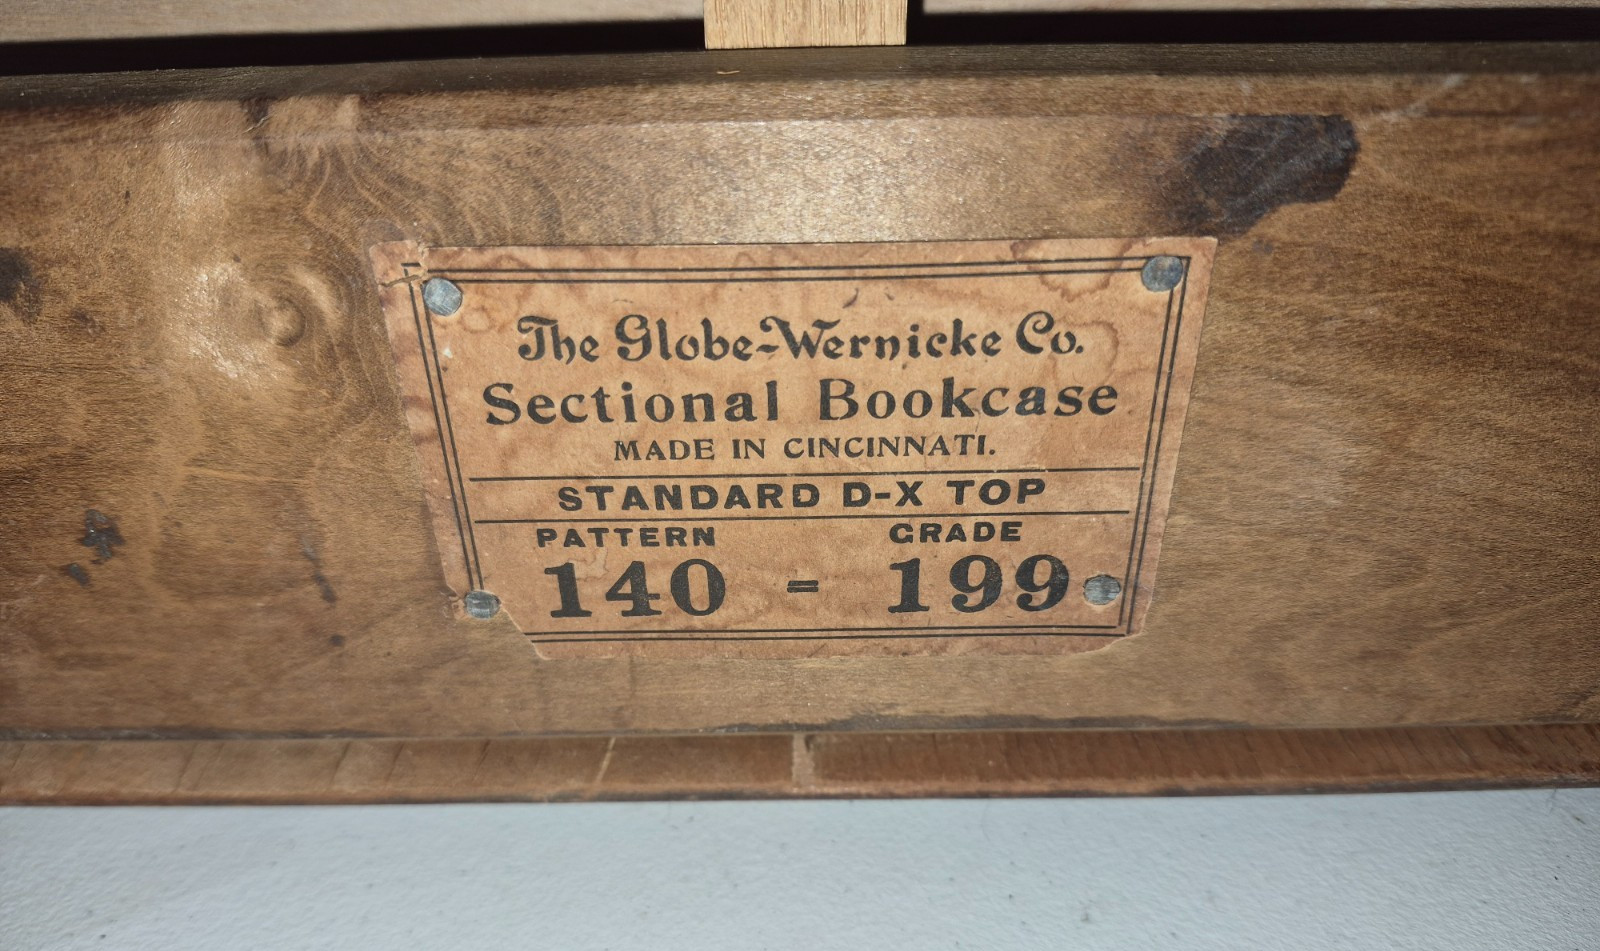 The Globe-Wernicke Co.
Sectional Bookcase
MADE IN CINCINNATI.
STANDARD D-X TOP
PATTERN GRADE
140 = 199